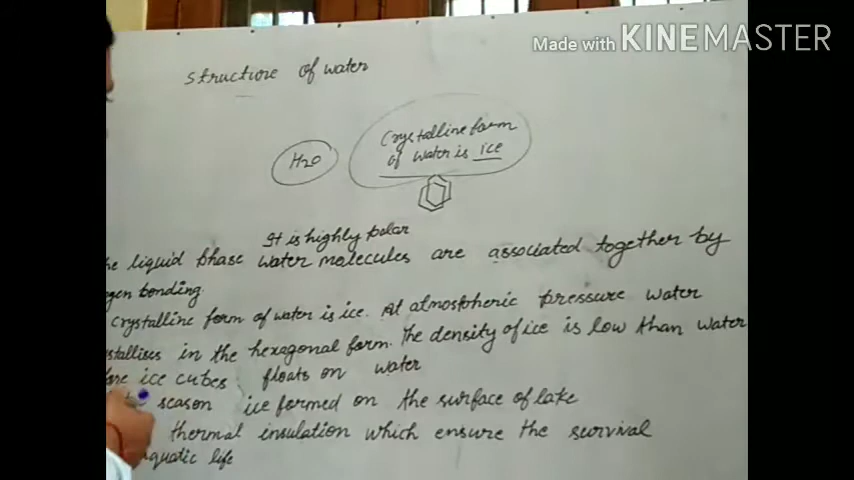 Made with KINEMASTER
Structure of water
H2O
Crystalline form
of water is ice
It is highly polar
he liquid phase water molecules are associated together by
gen bonding.
Crystalline form of water is ice. At atmospheric pressure water
stallises in the hexagonal form. The density of ice is low than water
ice cubes floats on water
season ice formed on the surface of lake
thermal insulation which ensure the survival
aquatic life